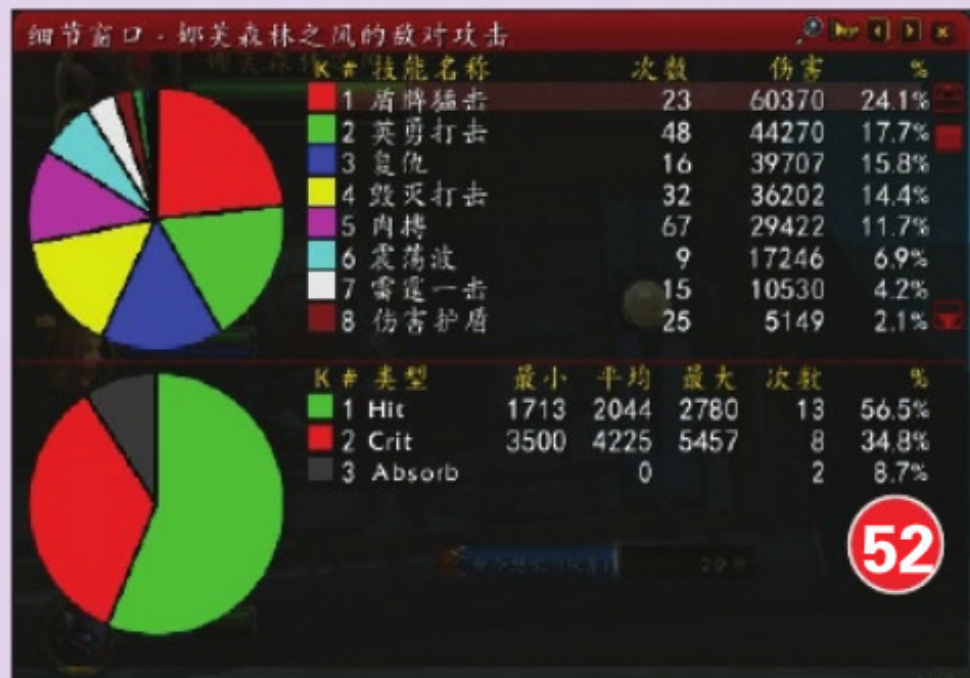 细节窗口 - 娜芙森林之风的敌对攻击
K # 技能名称 次数 伤害 %
1 盾牌猛击 23 60370 24.1%
2 英勇打击 48 44270 17.7%
3 复仇 16 39707 15.8%
4 毁灭打击 32 36202 14.4%
5 肉搏 67 29422 11.7%
6 震荡波 9 17246 6.9%
7 雷霆一击 15 10530 4.2%
8 伤害护盾 25 5149 2.1%
K # 类型 最小 平均 最大 次数 %
1 Hit 1713 2044 2780 13 56.5%
2 Crit 3500 4225 5457 8 34.8%
3 Absorb 0 2 8.7%
52